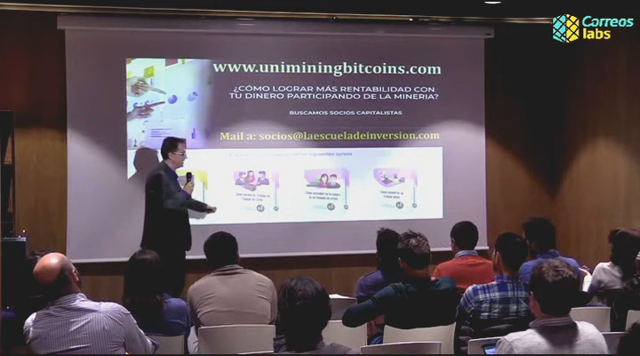 Correos
labs
www.uniminingbitcoins.com
¿CÓMO LOGRAR MÁS RENTABILIDAD CON
TU DINERO PARTICIPANDO DE LA MINERIA?
BUSCAMOS SOCIOS CAPITALISTAS
Mail a: socios@laescueladeinversion.com